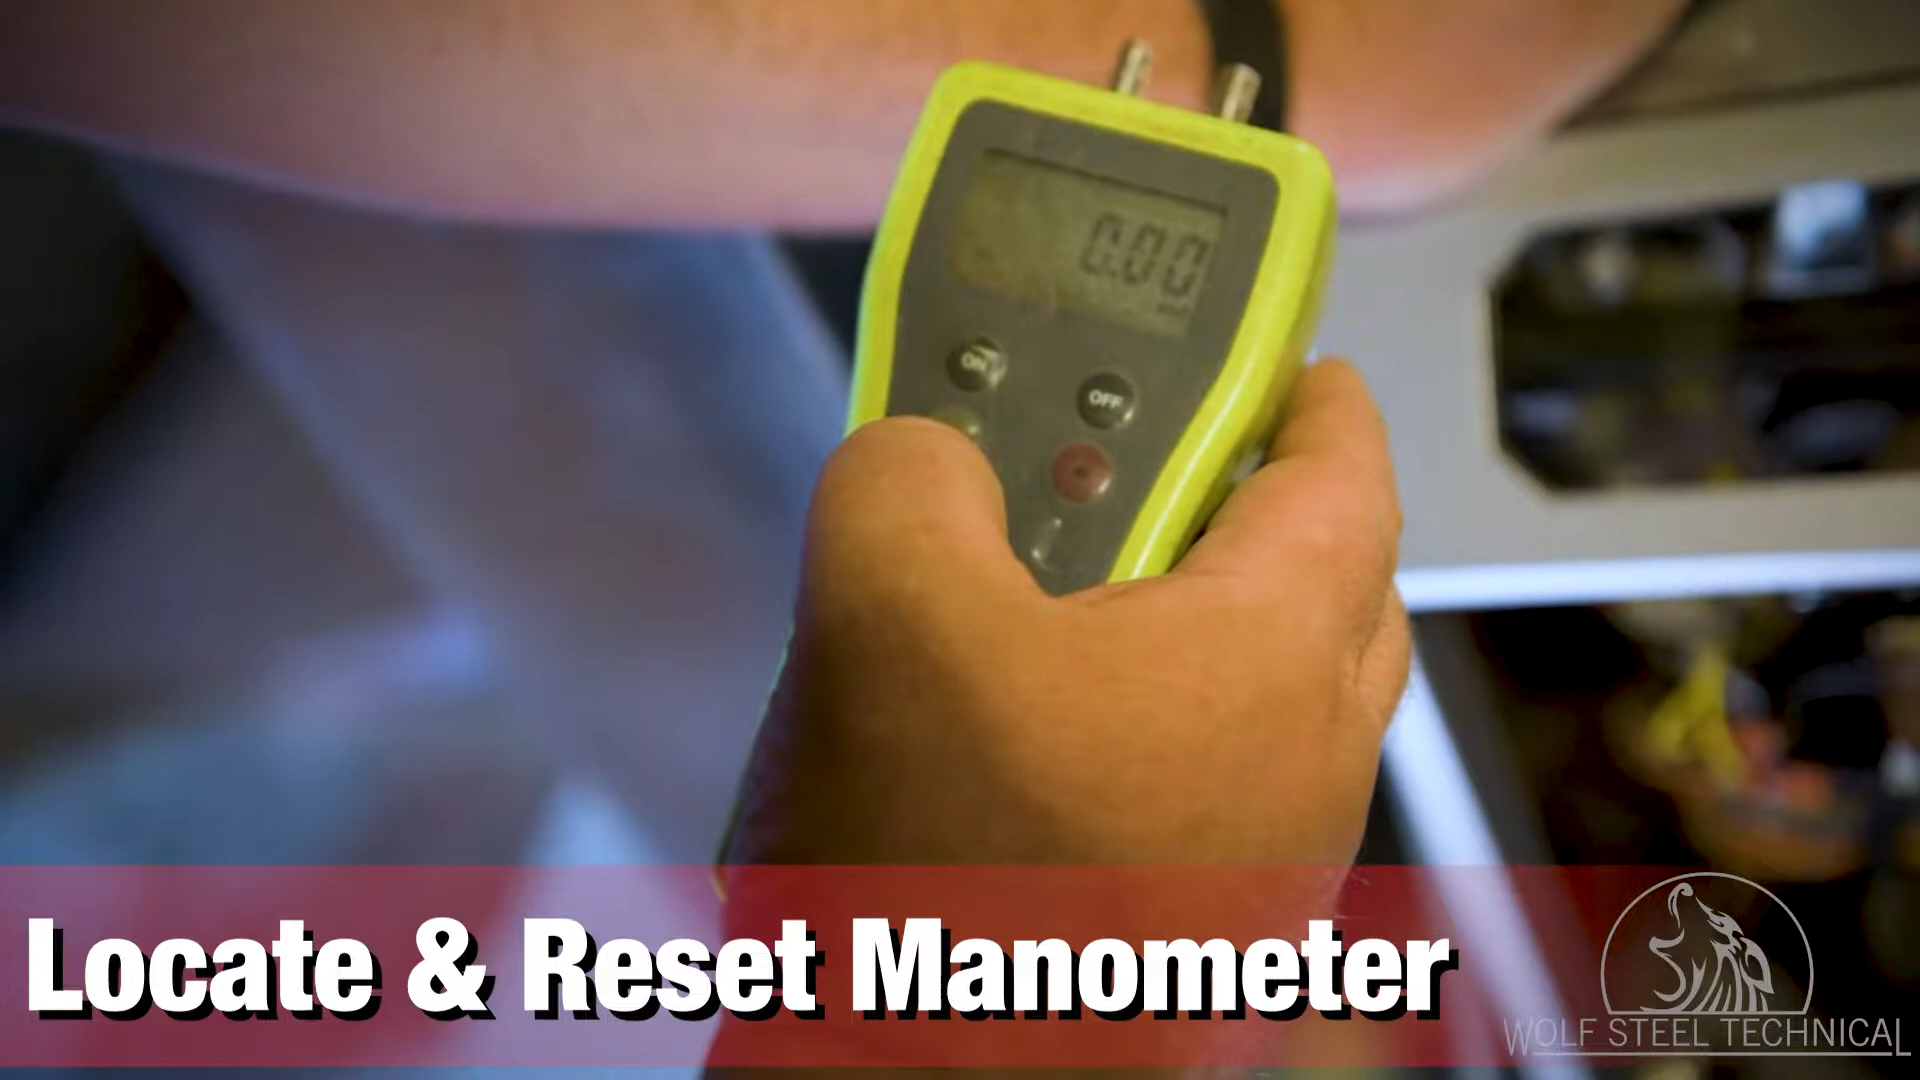 0.00
ON
OFF
Locate & Reset Manometer
WOLF STEEL TECHNICAL